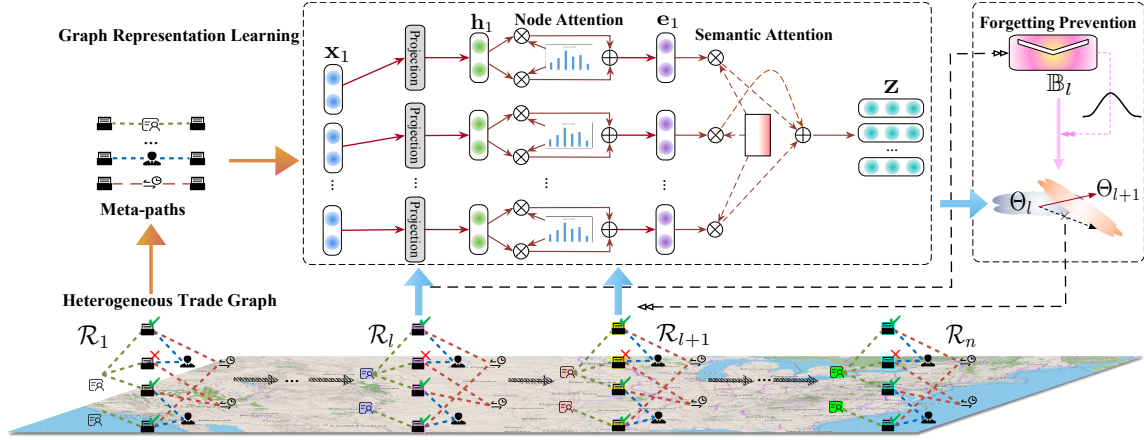 Graph Representation Learning
Meta-paths
...
Heterogeneous Trade Graph
x₁
Projection
h₁
Node Attention
e₁
Semantic Attention
Z
Projection
...
Projection
...
...
...
...
Forgetting Prevention
𝔹ₗ
Θₗ
Θₗ₊₁
ℛ₁
ℛₗ
ℛₗ₊₁
ℛₙ
...
...